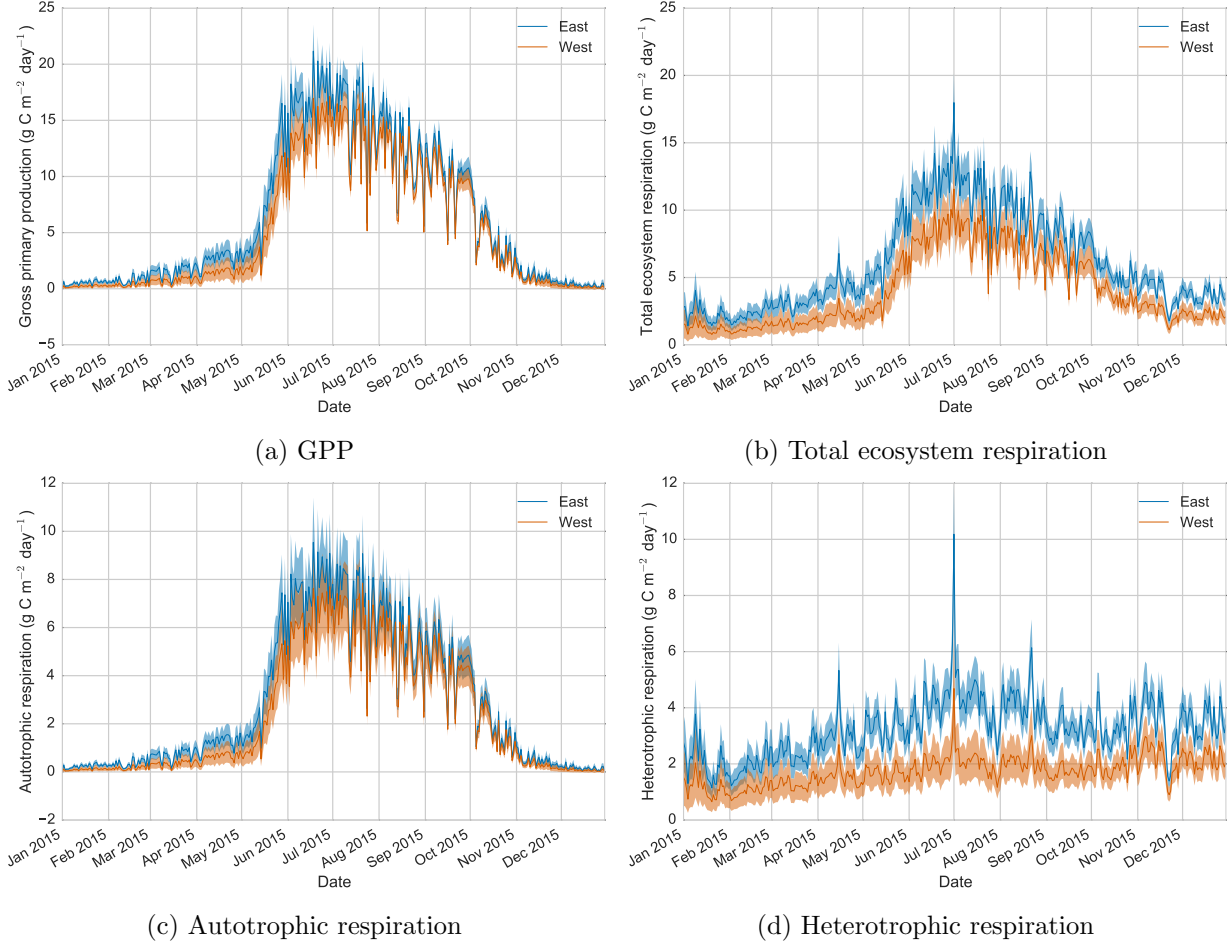 25
20
15
10
5
0
−5
Gross primary production (g C m−2 day−1)
East
West
Jan 2015
Feb 2015
Mar 2015
Apr 2015
May 2015
Jun 2015
Jul 2015
Aug 2015
Sep 2015
Oct 2015
Nov 2015
Dec 2015
Date
(a) GPP
25
20
15
10
5
0
Total ecosystem respiration (g C m−2 day−1)
East
West
Jan 2015
Feb 2015
Mar 2015
Apr 2015
May 2015
Jun 2015
Jul 2015
Aug 2015
Sep 2015
Oct 2015
Nov 2015
Dec 2015
Date
(b) Total ecosystem respiration
12
10
8
6
4
2
0
−2
Autotrophic respiration (g C m−2 day−1)
East
West
Jan 2015
Feb 2015
Mar 2015
Apr 2015
May 2015
Jun 2015
Jul 2015
Aug 2015
Sep 2015
Oct 2015
Nov 2015
Dec 2015
Date
(c) Autotrophic respiration
12
10
8
6
4
2
0
Heterotrophic respiration (g C m−2 day−1)
East
West
Jan 2015
Feb 2015
Mar 2015
Apr 2015
May 2015
Jun 2015
Jul 2015
Aug 2015
Sep 2015
Oct 2015
Nov 2015
Dec 2015
Date
(d) Heterotrophic respiration